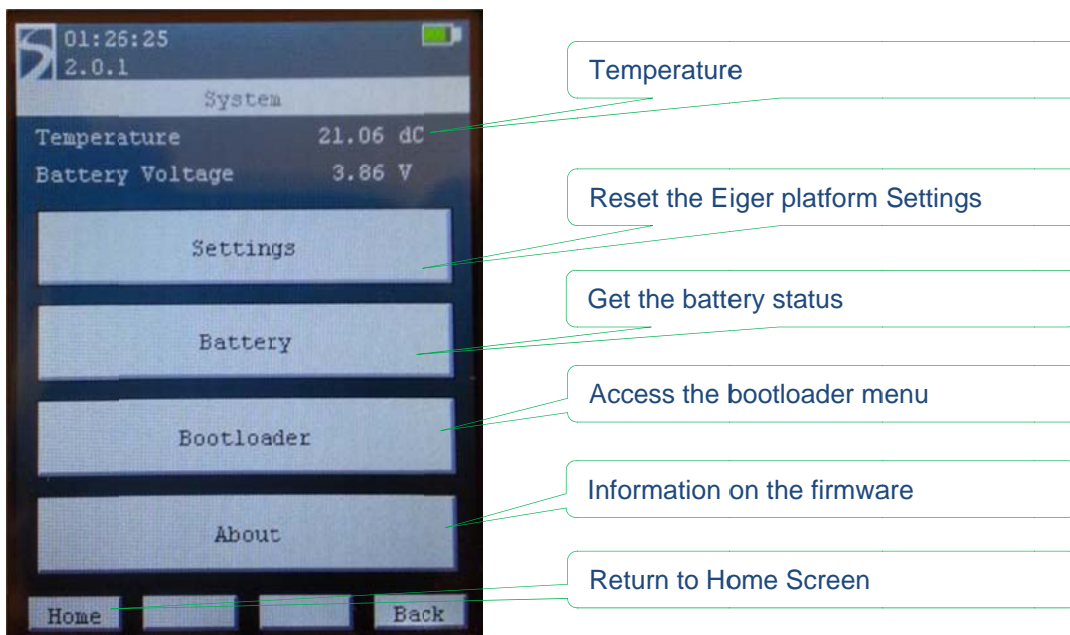 01:26:25
2.0.1
System
Temperature 21.06 dC
Battery Voltage 3.86 V
Settings
Battery
Bootloader
About
Home Back
Temperature
Reset the Eiger platform Settings
Get the battery status
Access the bootloader menu
Information on the firmware
Return to Home Screen